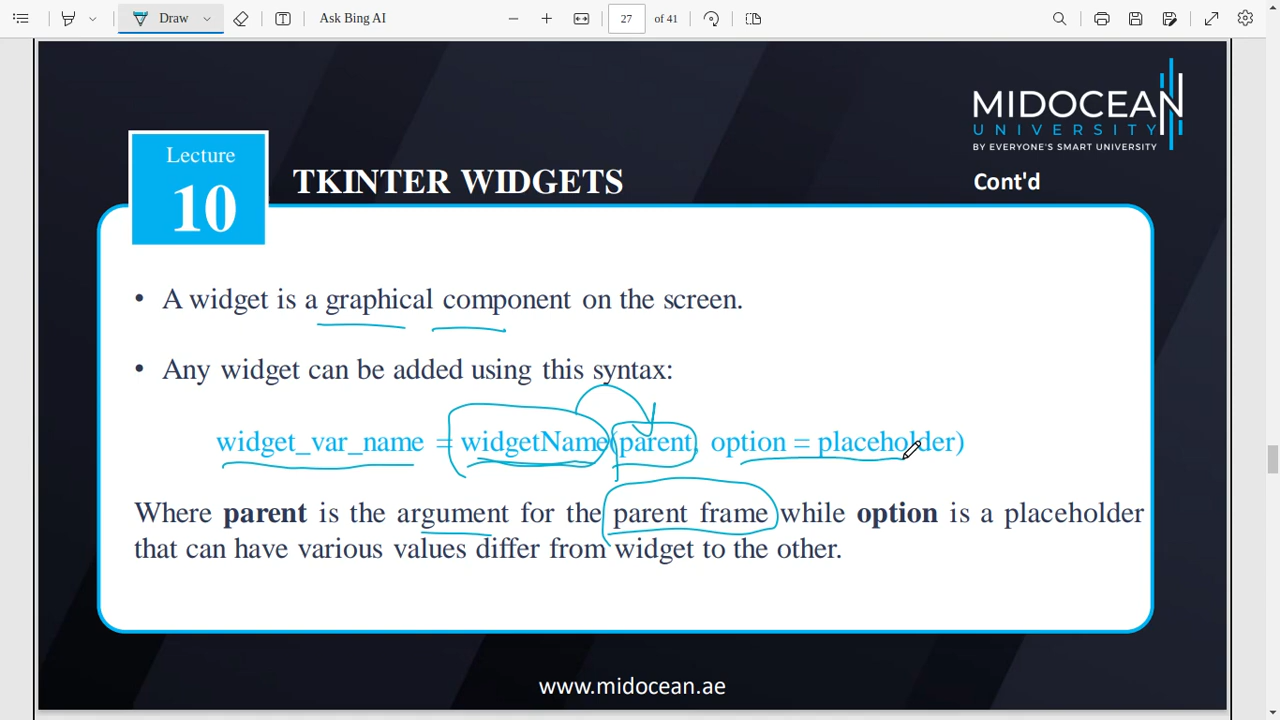 Draw
Ask Bing AI
27 of 41
MIDOCEAN
UNIVERSITY
BY EVERYONE'S SMART UNIVERSITY
Lecture
10
TKINTER WIDGETS
Cont'd
• A widget is a graphical component on the screen.
• Any widget can be added using this syntax:
widget_var_name = widgetName(parent, option = placeholder)
Where parent is the argument for the parent frame while option is a placeholder
that can have various values differ from widget to the other.
www.midocean.ae